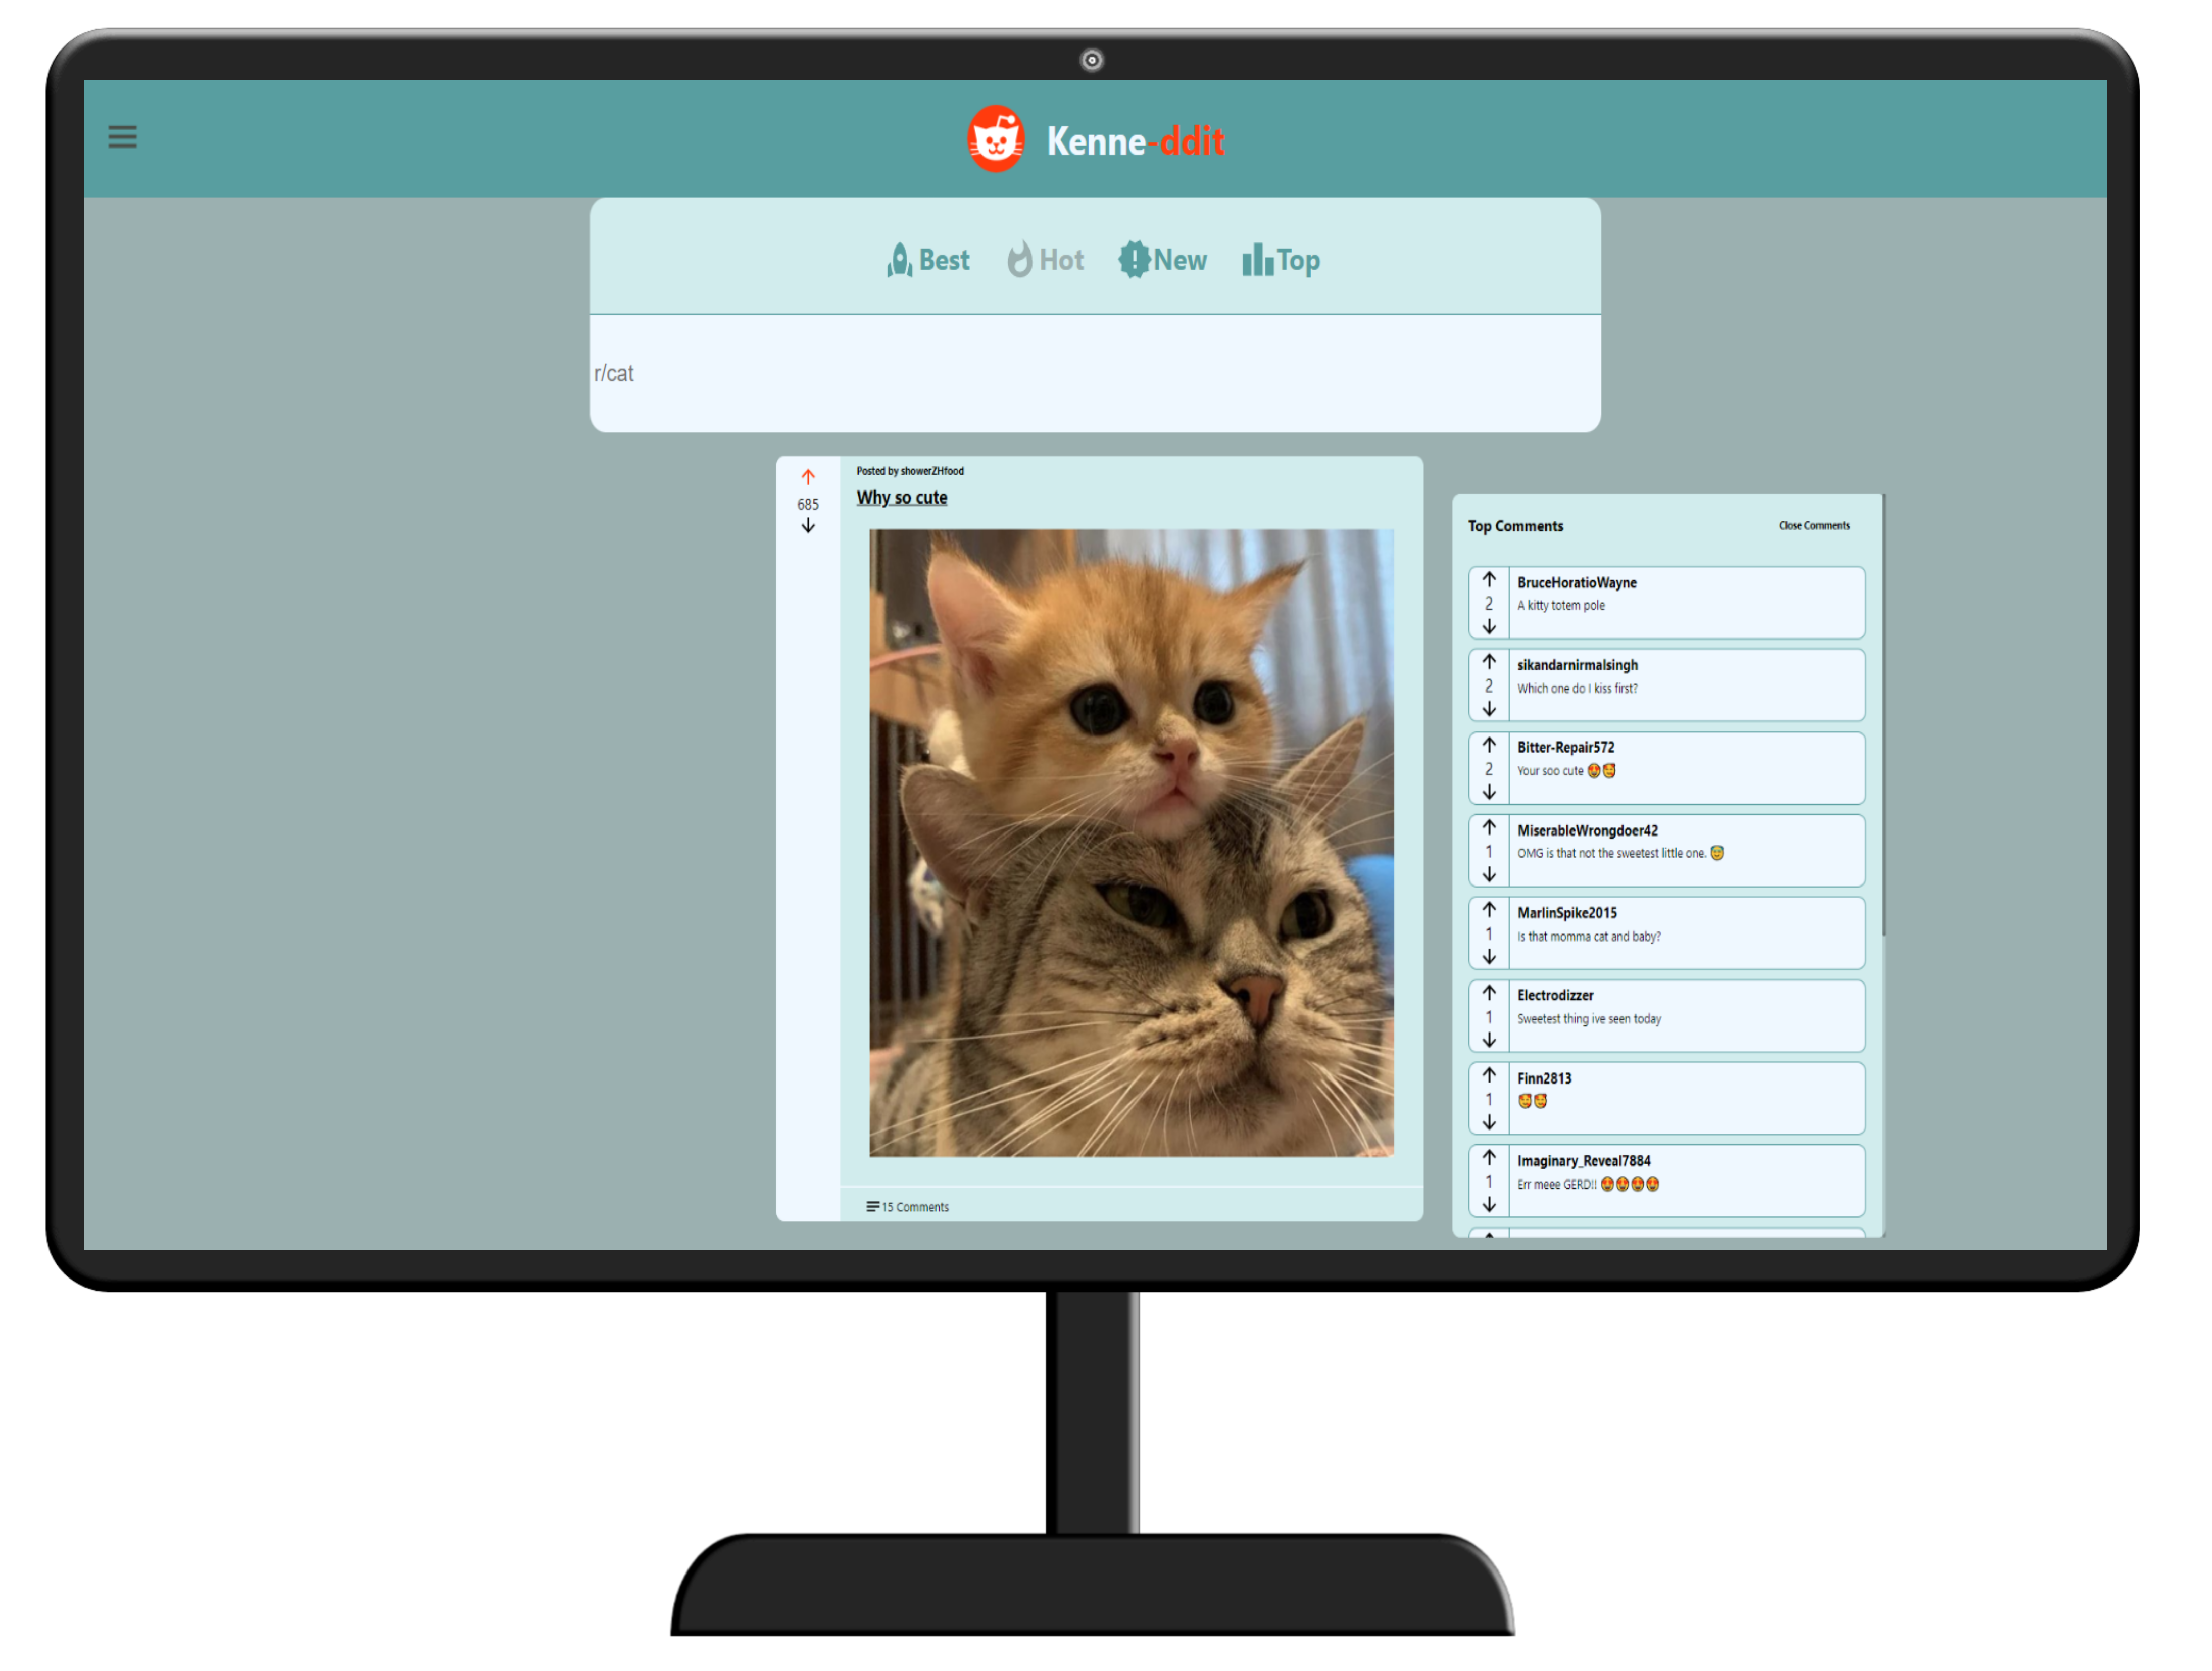 Kenne-ddit
Best Hot New Top
r/cat
Posted by showerZHfood
Why so cute
685
15 Comments
Top Comments Close Comments
BruceHoratioWayne
2
A kitty totem pole
sikandarnirmalsingh
2
Which one do I kiss first?
Bitter-Repair572
2
Your soo cute 😍🥰
MiserableWrongdoer42
1
OMG is that not the sweetest little one. 😇
MarlinSpike2015
1
Is that momma cat and baby?
Electrodizzer
1
Sweetest thing ive seen today
Finn2813
1
🥰🥰
Imaginary_Reveal7884
1
Err meee GERD!! 😍😍😍😍